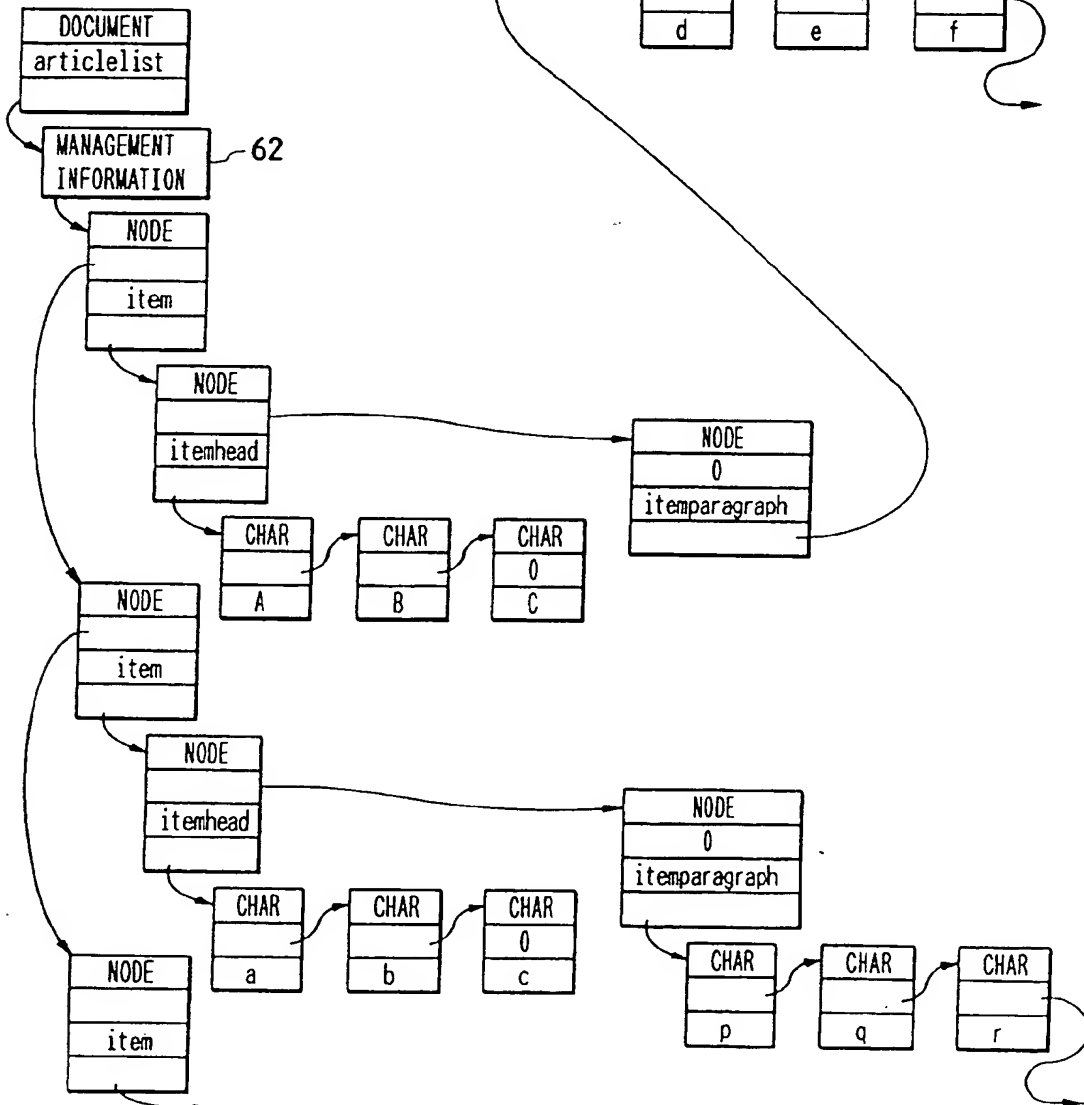 d e f
DOCUMENT
articlelist
MANAGEMENT
INFORMATION
62
NODE
item
NODE
itemhead
NODE
0
itemparagraph
CHAR CHAR CHAR
0
A B C
NODE
item
NODE
itemhead
NODE
0
itemparagraph
CHAR CHAR CHAR
0
a b c
NODE
item
CHAR CHAR CHAR
p q r